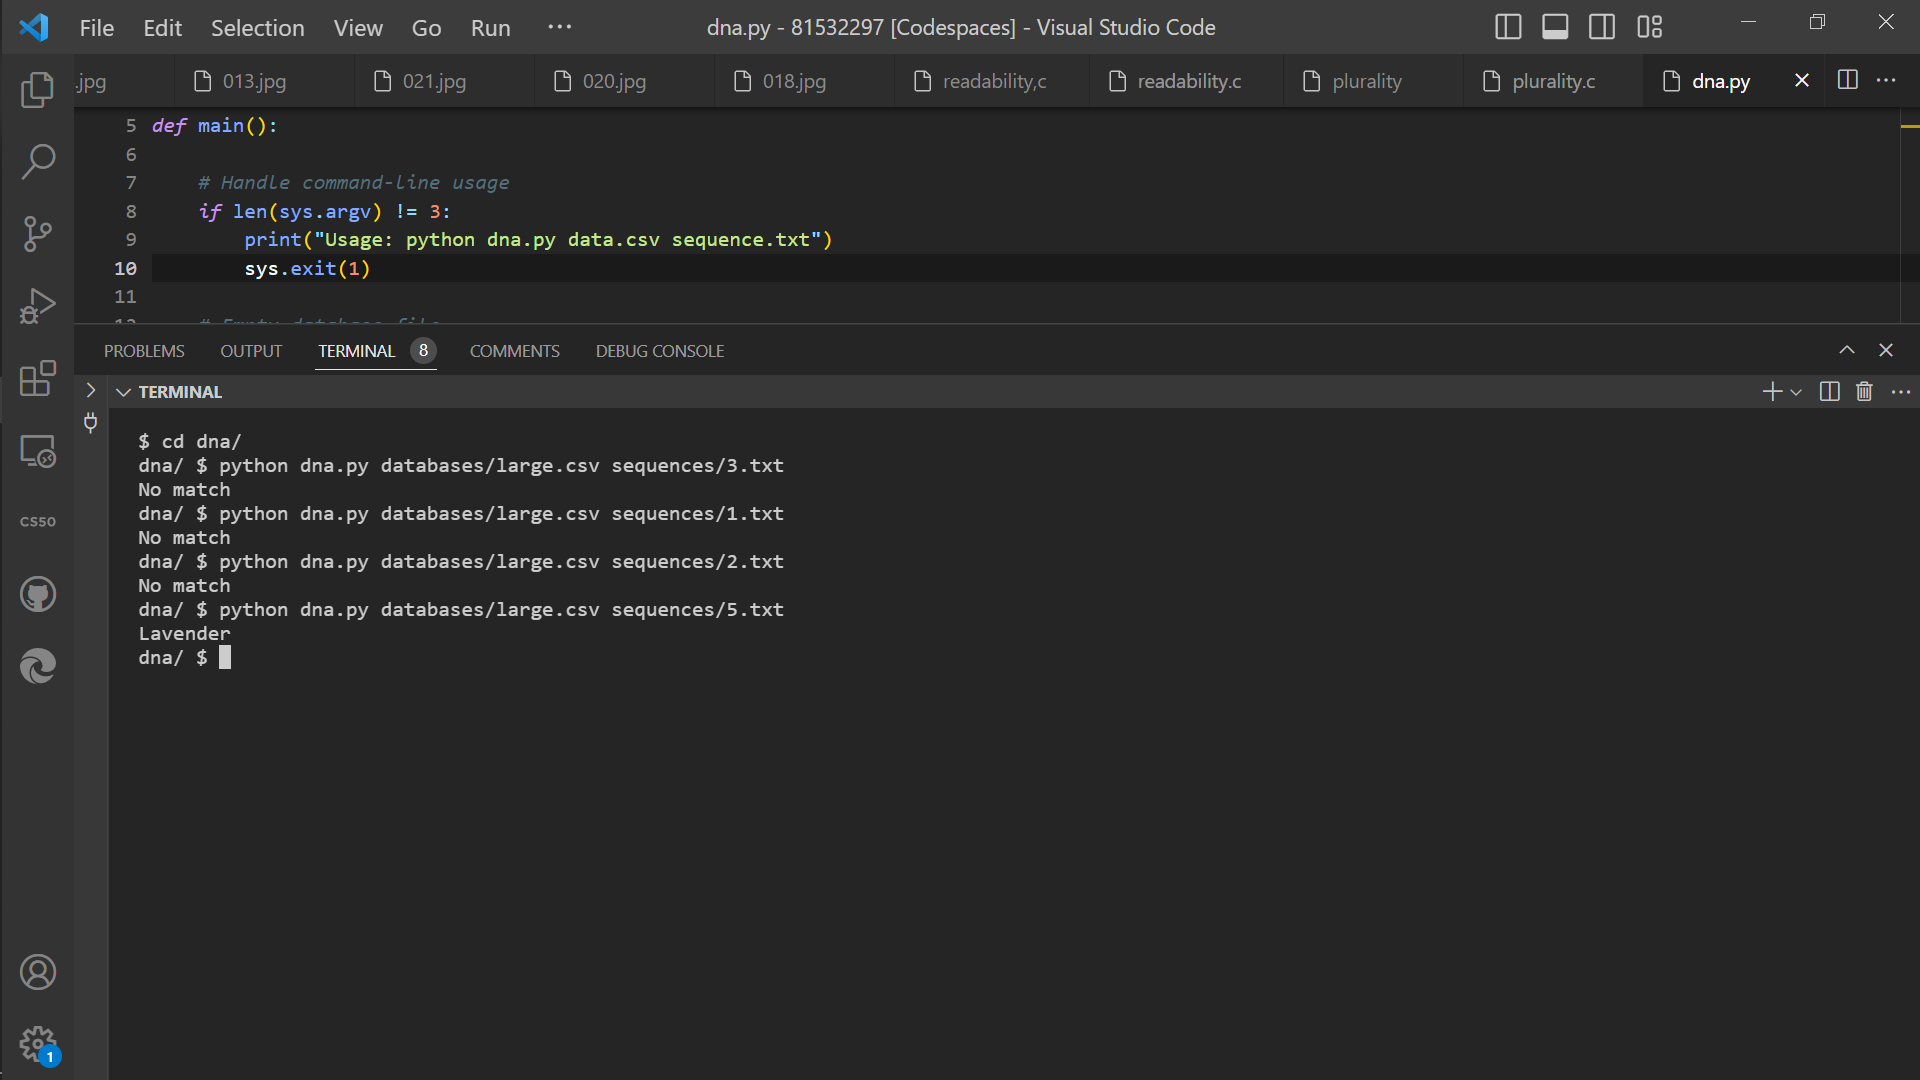 File Edit Selection View Go Run ··· dna.py - 81532297 [Codespaces] - Visual Studio Code
.jpg 013.jpg 021.jpg 020.jpg 018.jpg readability,c readability.c plurality plurality.c dna.py
5 def main():
6
7 # Handle command-line usage
8 if len(sys.argv) != 3:
9 print("Usage: python dna.py data.csv sequence.txt")
10 sys.exit(1)
11
12 # Empty database file
PROBLEMS OUTPUT TERMINAL 8 COMMENTS DEBUG CONSOLE
TERMINAL
$ cd dna/
dna/ $ python dna.py databases/large.csv sequences/3.txt
No match
dna/ $ python dna.py databases/large.csv sequences/1.txt
No match
dna/ $ python dna.py databases/large.csv sequences/2.txt
No match
dna/ $ python dna.py databases/large.csv sequences/5.txt
Lavender
dna/ $
CS50
1